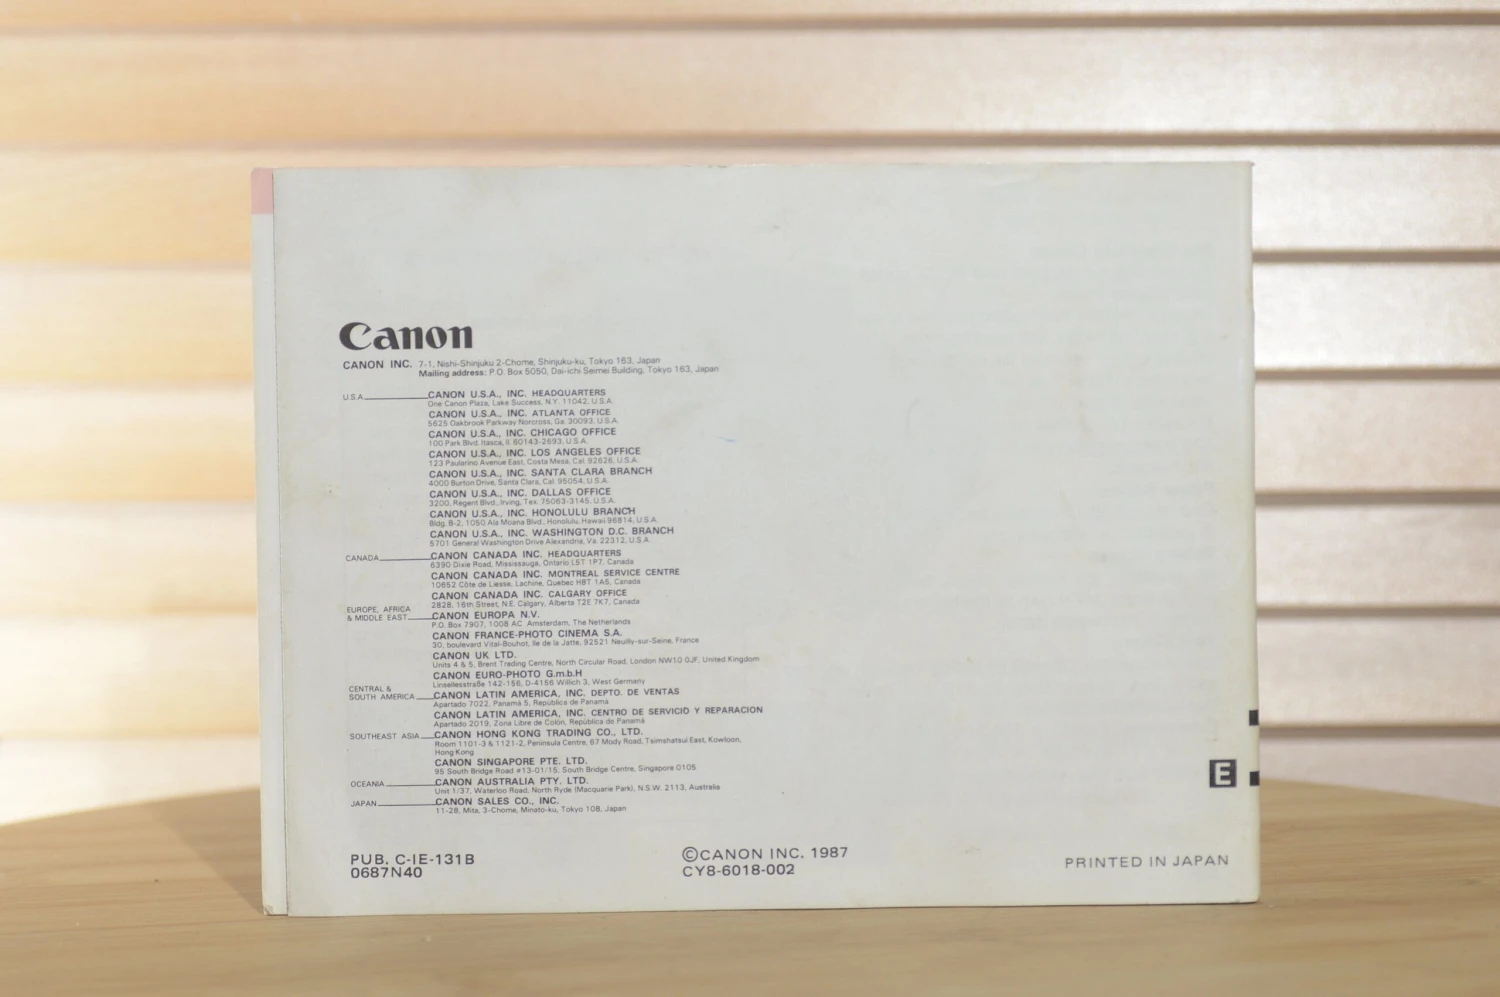 Canon
CANON INC. 7-1, Nishi-Shinjuku 2-Chome, Shinjuku-ku, Tokyo 163, Japan
Mailing address: P.O. Box 5050, Dai-ichi Seimei Building, Tokyo 163, Japan
U.S.A. CANON U.S.A., INC. HEADQUARTERS
One Canon Plaza, Lake Success, N.Y. 11042, U.S.A.
CANON U.S.A., INC. ATLANTA OFFICE
5625 Oakbrook Parkway Norcross, Ga. 30093, U.S.A.
CANON U.S.A., INC. CHICAGO OFFICE
100 Park Blvd. Itasca, Il. 60143-2693, U.S.A.
CANON U.S.A., INC. LOS ANGELES OFFICE
123 Paularino Avenue East, Costa Mesa, Cal. 92626, U.S.A.
CANON U.S.A., INC. SANTA CLARA BRANCH
4000 Burton Drive, Santa Clara, Cal. 95054, U.S.A.
CANON U.S.A., INC. DALLAS OFFICE
3200, Regent Blvd., Irving, Tex. 75063-3145, U.S.A.
CANON U.S.A., INC. HONOLULU BRANCH
Bldg. B-2, 1050 Ala Moana Blvd., Honolulu, Hawaii 96814, U.S.A.
CANON U.S.A., INC. WASHINGTON D.C. BRANCH
5701 General Washington Drive Alexandria, Va. 22312, U.S.A.
CANADA CANON CANADA INC. HEADQUARTERS
6390 Dixie Road, Mississauga, Ontario L5T 1P7, Canada
CANON CANADA INC. MONTREAL SERVICE CENTRE
10652 Côte de Liesse, Lachine, Quebec H8T 1A5, Canada
CANON CANADA INC. CALGARY OFFICE
2828, 16th Street, N.E. Calgary, Alberta T2E 7K7, Canada
EUROPE, AFRICA
& MIDDLE EAST CANON EUROPA N.V.
P.O. Box 7907, 1008 AC Amsterdam, The Netherlands
CANON FRANCE-PHOTO CINEMA S.A.
30, boulevard Vital-Bouhot, Ile de la Jatte, 92521 Neuilly-sur-Seine, France
CANON UK LTD.
Units 4 & 5, Brent Trading Centre, North Circular Road, London NW10 0JF, United Kingdom
CANON EURO-PHOTO G.m.b.H
Linsellesstraße 142-156, D-4156 Willich 3, West Germany
CENTRAL &
SOUTH AMERICA CANON LATIN AMERICA, INC. DEPTO. DE VENTAS
Apartado 7022, Panamá 5, República de Panamá
CANON LATIN AMERICA, INC. CENTRO DE SERVICIO Y REPARACION
Apartado 2019, Zona Libre de Colón, República de Panamá
SOUTHEAST ASIA CANON HONG KONG TRADING CO., LTD.
Room 1101-3 & 1121-2, Peninsula Centre, 67 Mody Road, Tsimshatsui East, Kowloon,
Hong Kong
CANON SINGAPORE PTE. LTD.
95 South Bridge Road #13-01/15, South Bridge Centre, Singapore 0105
OCEANIA CANON AUSTRALIA PTY. LTD.
Unit 1/37, Waterloo Road, North Ryde (Macquarie Park), N.S.W. 2113, Australia
JAPAN CANON SALES CO., INC.
11-28, Mita, 3-Chome, Minato-ku, Tokyo 108, Japan
E
PUB. C-IE-131B
0687N40
©CANON INC. 1987
CY8-6018-002
PRINTED IN JAPAN